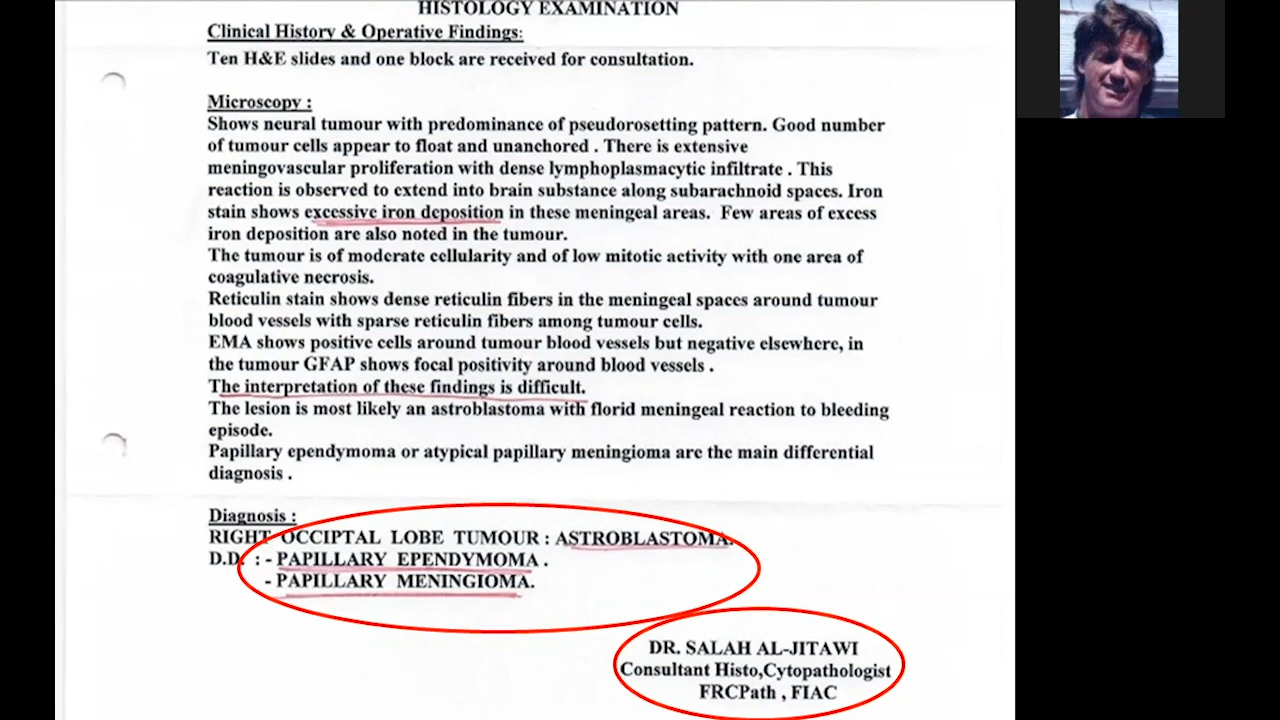 HISTOLOGY EXAMINATION
Clinical History & Operative Findings:
Ten H&E slides and one block are received for consultation.
Microscopy :
Shows neural tumour with predominance of pseudorosetting pattern. Good number
of tumour cells appear to float and unanchored . There is extensive
meningovascular proliferation with dense lymphoplasmacytic infiltrate . This
reaction is observed to extend into brain substance along subarachnoid spaces. Iron
stain shows excessive iron deposition in these meningeal areas. Few areas of excess
iron deposition are also noted in the tumour.
The tumour is of moderate cellularity and of low mitotic activity with one area of
coagulative necrosis.
Reticulin stain shows dense reticulin fibers in the meningeal spaces around tumour
blood vessels with sparse reticulin fibers among tumour cells.
EMA shows positive cells around tumour blood vessels but negative elsewhere, in
the tumour GFAP shows focal positivity around blood vessels .
The interpretation of these findings is difficult.
The lesion is most likely an astroblastoma with florid meningeal reaction to bleeding
episode.
Papillary ependymoma or atypical papillary meningioma are the main differential
diagnosis .
Diagnosis :
RIGHT OCCIPTAL LOBE TUMOUR : ASTROBLASTOMA.
D.D. : - PAPILLARY EPENDYMOMA .
- PAPILLARY MENINGIOMA.
DR. SALAH AL-JITAWI
Consultant Histo,Cytopathologist
FRCPath , FIAC